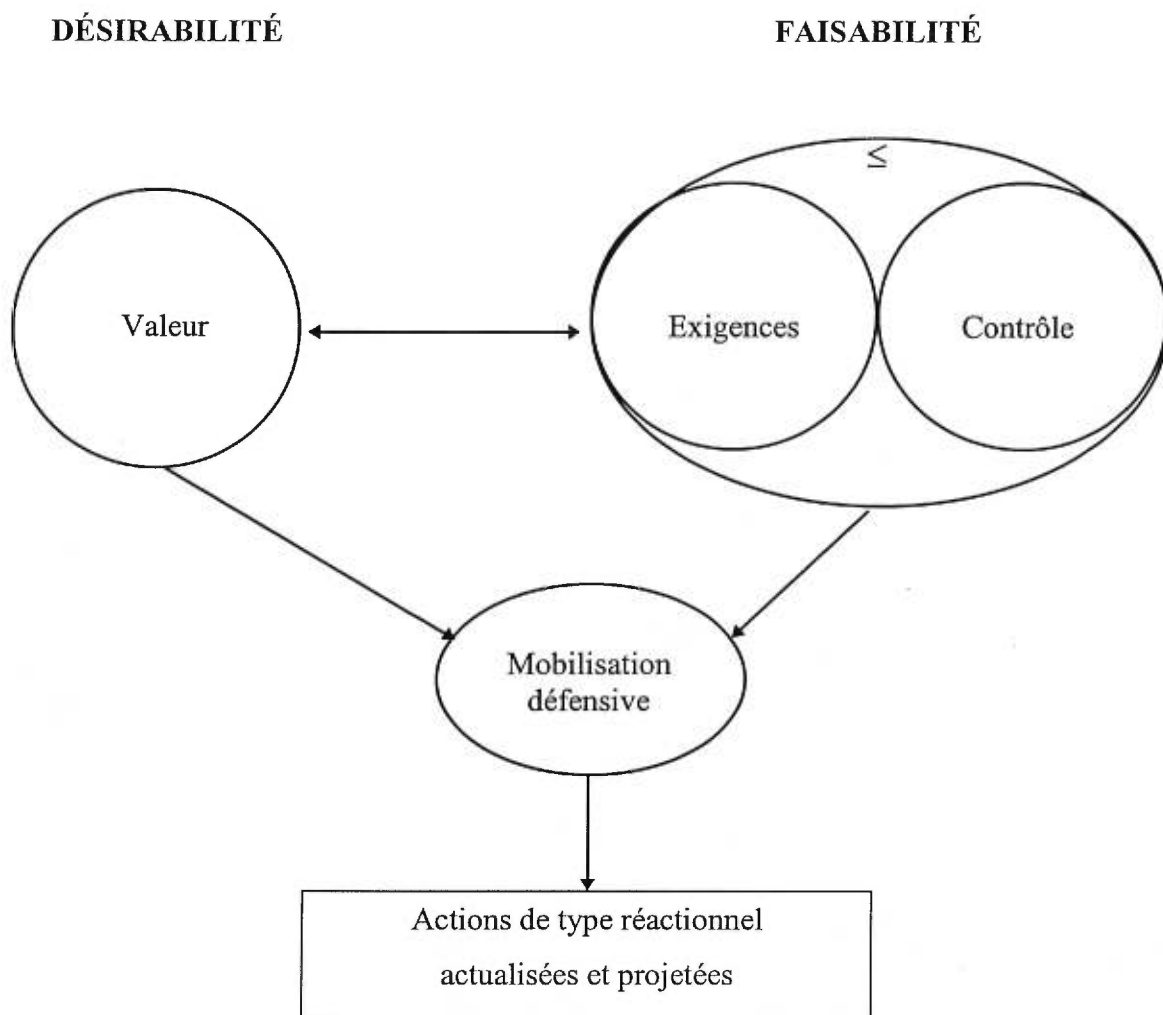 DÉSIRABILITÉ
FAISABILITÉ
≤
Valeur
Exigences
Contrôle
Mobilisation
défensive
Actions de type réactionnel
actualisées et projetées